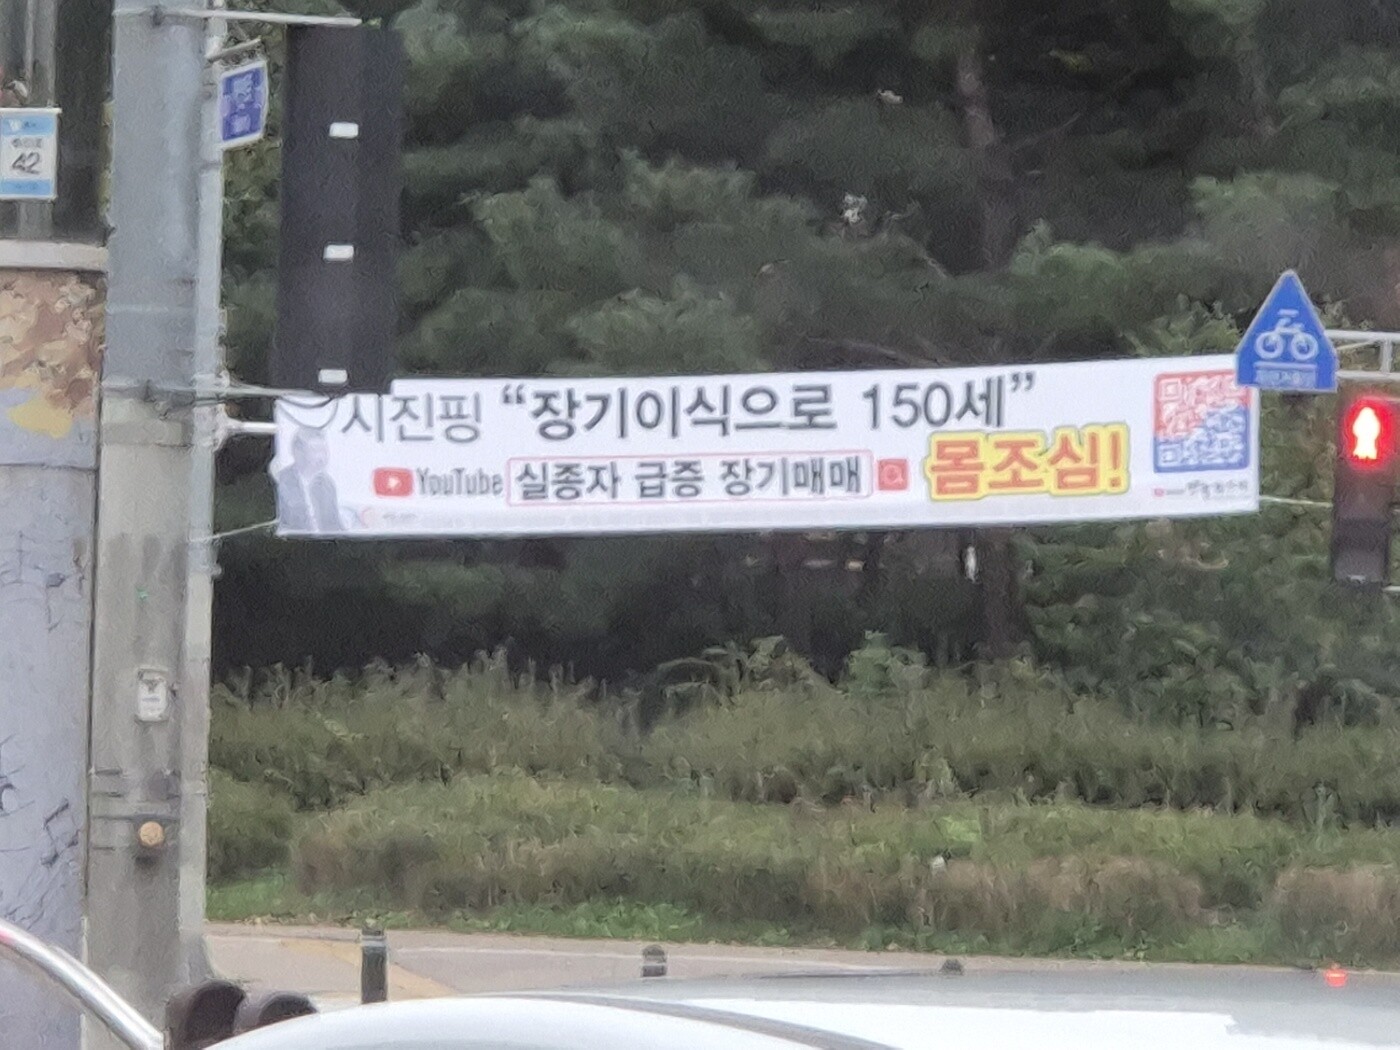 42
시진핑 “장기이식으로 150세”
YouTube 실종자 급증 장기매매 몸조심!